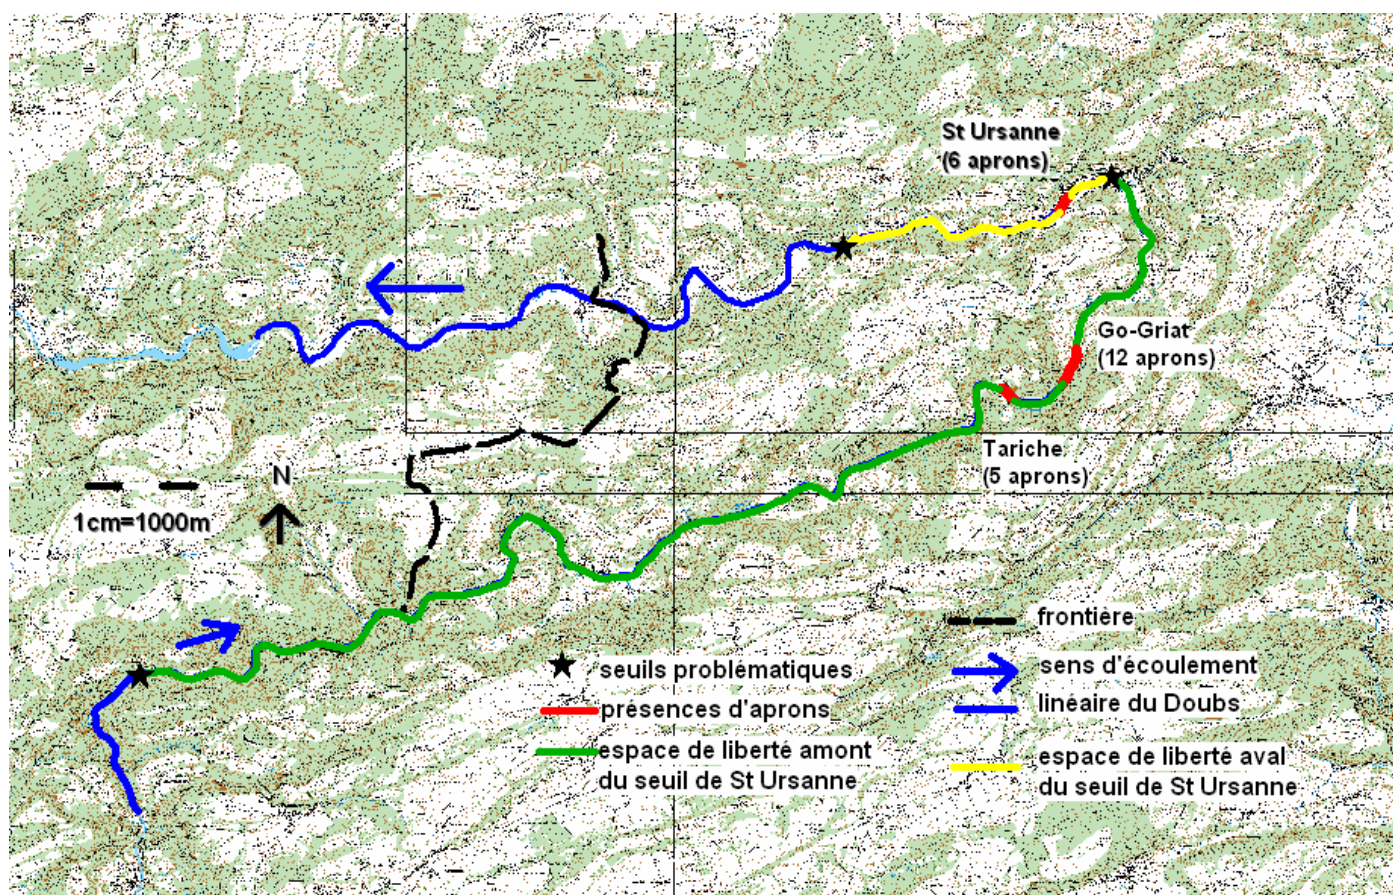 St Ursanne
(6 aprons)
Go-Griat
(12 aprons)
Tariche
(5 aprons)
N
1cm=1000m
frontière
seuils problématiques
sens d'écoulement
présences d'aprons
linéaire du Doubs
espace de liberté amont
du seuil de St Ursanne
espace de liberté aval
du seuil de St Ursanne